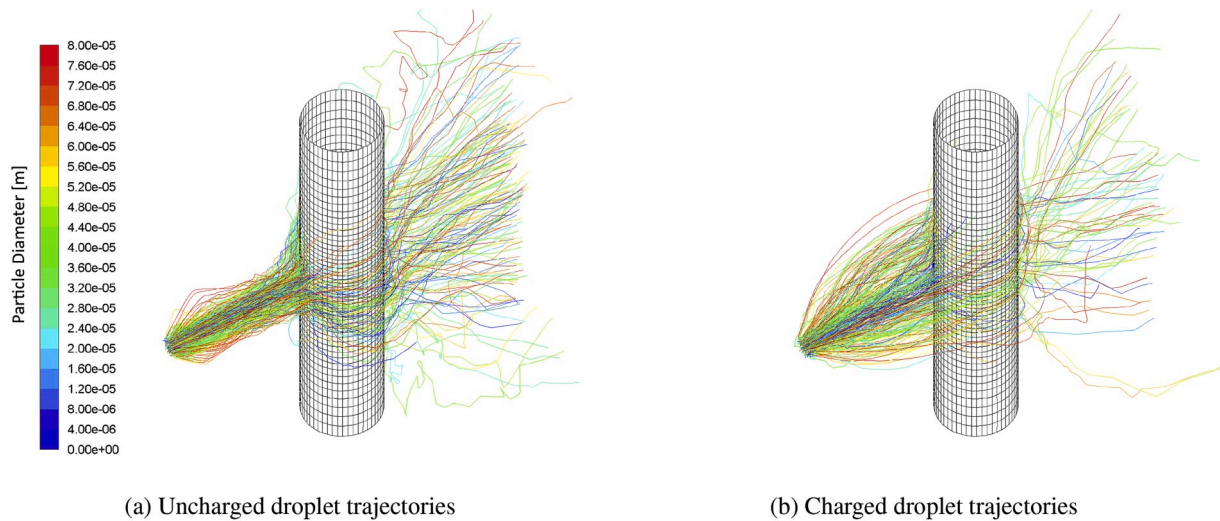 Particle Diameter [m]
8.00e-05
7.60e-05
7.20e-05
6.80e-05
6.40e-05
6.00e-05
5.60e-05
5.20e-05
4.80e-05
4.40e-05
4.00e-05
3.60e-05
3.20e-05
2.80e-05
2.40e-05
2.00e-05
1.60e-05
1.20e-05
8.00e-06
4.00e-06
0.00e+00
(a) Uncharged droplet trajectories
(b) Charged droplet trajectories